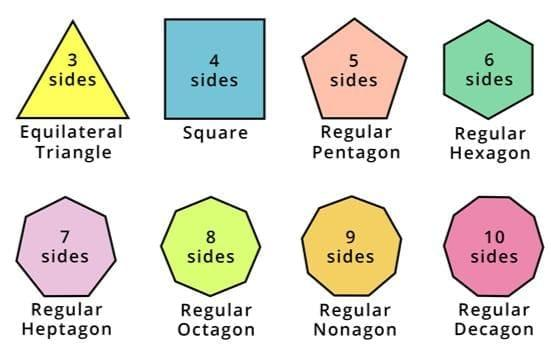 3
sides
4
sides
5
sides
6
sides
Equilateral
Triangle
Square
Regular
Pentagon
Regular
Hexagon
7
sides
8
sides
9
sides
10
sides
Regular
Heptagon
Regular
Octagon
Regular
Nonagon
Regular
Decagon